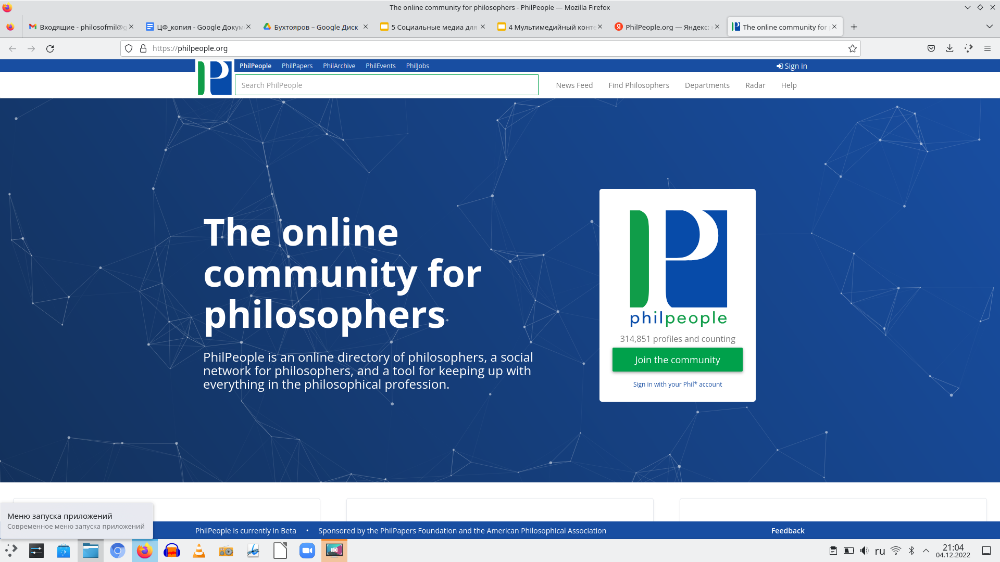 The online community for philosophers - PhilPeople — Mozilla Firefox
Входящие - philosofmil@g
ЦФ_копия - Google Докум
Бухтояров – Google Диск
5 Социальные медиа для
4 Мультимедийный конте
PhilPeople.org — Яндекс:
The online community for
https://philpeople.org
PhilPeople PhilPapers PhilArchive PhilEvents PhilJobs
Sign in
Search PhilPeople
News Feed Find Philosophers Departments Radar Help
The online
community for
philosophers
PhilPeople is an online directory of philosophers, a social
network for philosophers, and a tool for keeping up with
everything in the philosophical profession.
philpeople
314,851 profiles and counting
Join the community
Sign in with your Phil* account
Меню запуска приложений
Современное меню запуска приложений
PhilPeople is currently in Beta • Sponsored by the PhilPapers Foundation and the American Philosophical Association
Feedback
ru
21:04
04.12.2022